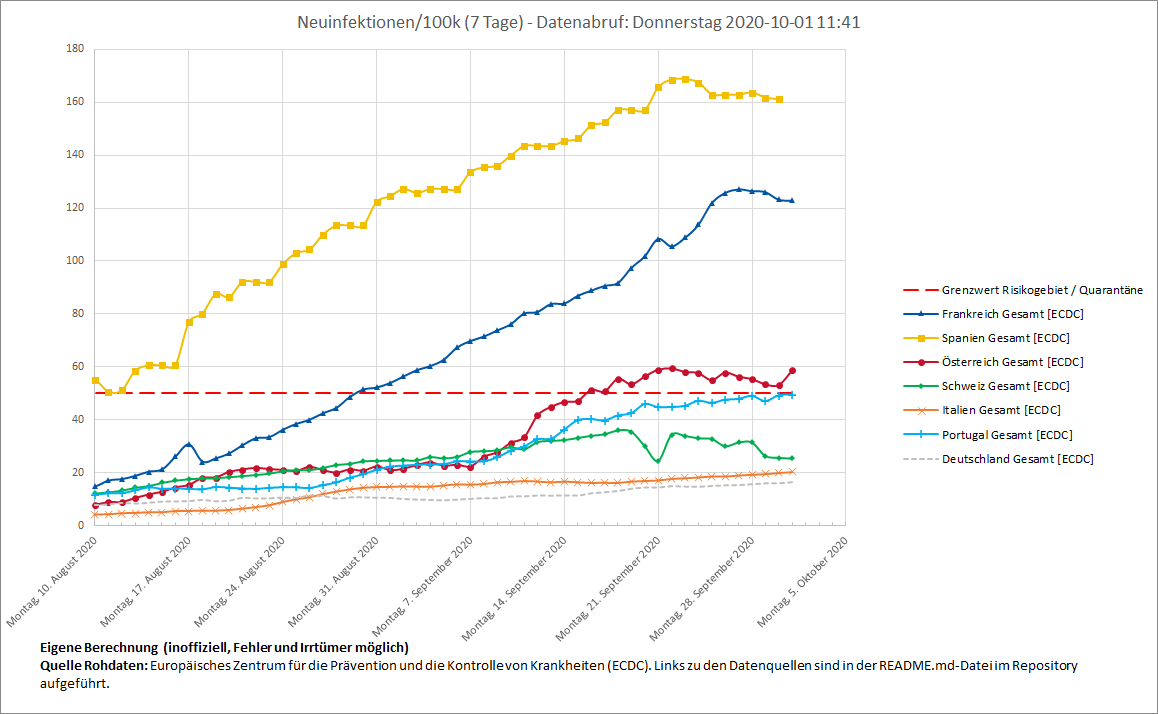 Neuinfektionen/100k (7 Tage) - Datenabruf: Donnerstag 2020-10-01 11:41
180
160
140
120
100
80
60
40
20
0
Montag, 10. August 2020
Montag, 17. August 2020
Montag, 24. August 2020
Montag, 31. August 2020
Montag, 7. September 2020
Montag, 14. September 2020
Montag, 21. September 2020
Montag, 28. September 2020
Montag, 5. Oktober 2020
Grenzwert Risikogebiet / Quarantäne
Frankreich Gesamt [ECDC]
Spanien Gesamt [ECDC]
Österreich Gesamt [ECDC]
Schweiz Gesamt [ECDC]
Italien Gesamt [ECDC]
Portugal Gesamt [ECDC]
Deutschland Gesamt [ECDC]
Eigene Berechnung (inoffiziell, Fehler und Irrtümer möglich)
Quelle Rohdaten: Europäisches Zentrum für die Prävention und die Kontrolle von Krankheiten (ECDC). Links zu den Datenquellen sind in der README.md-Datei im Repository
aufgeführt.